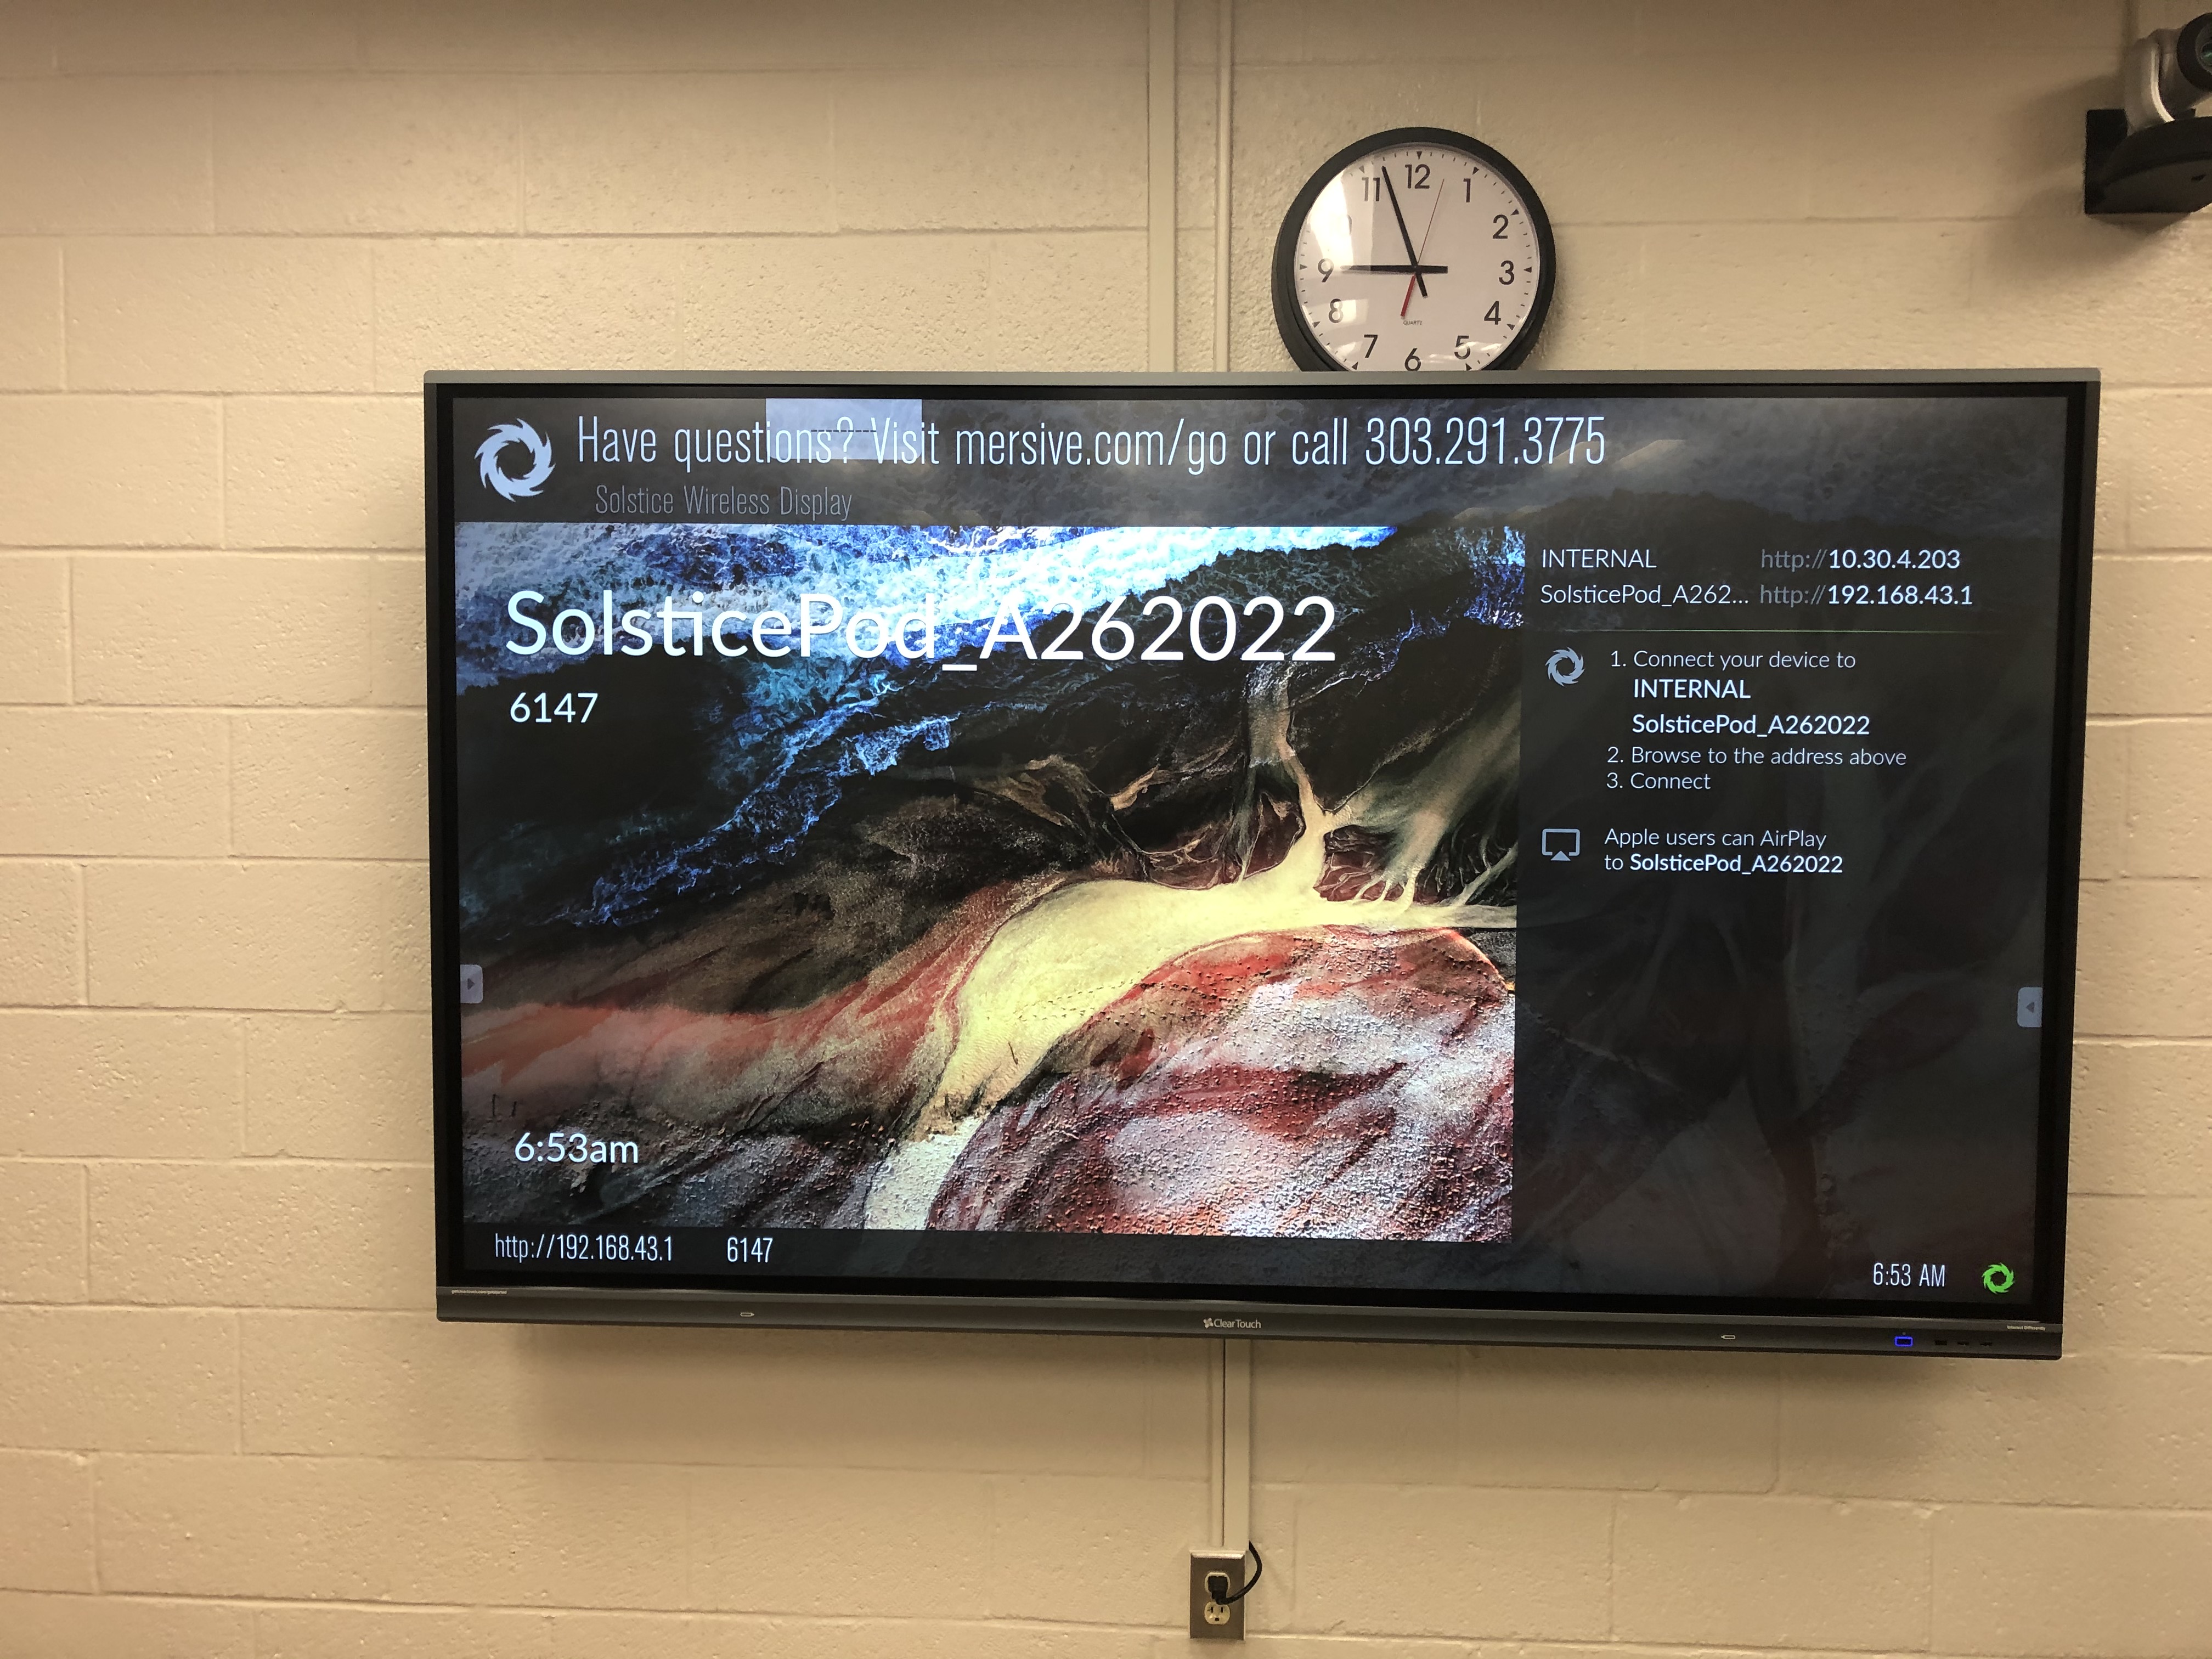 12
11
1
2
9
3
8
4
QUARTZ
7
5
6
Have questions? Visit mersive.com/go or call 303.291.3775
Solstice Wireless Display
SolsticePod_A262022
6147
INTERNAL http://10.30.4.203
SolsticePod_A262... http://192.168.43.1
1. Connect your device to
INTERNAL
SolsticePod_A262022
2. Browse to the address above
3. Connect
Apple users can AirPlay
to SolsticePod_A262022
6:53am
http://192.168.43.1 6147
6:53 AM
ClearTouch
Interact Differently